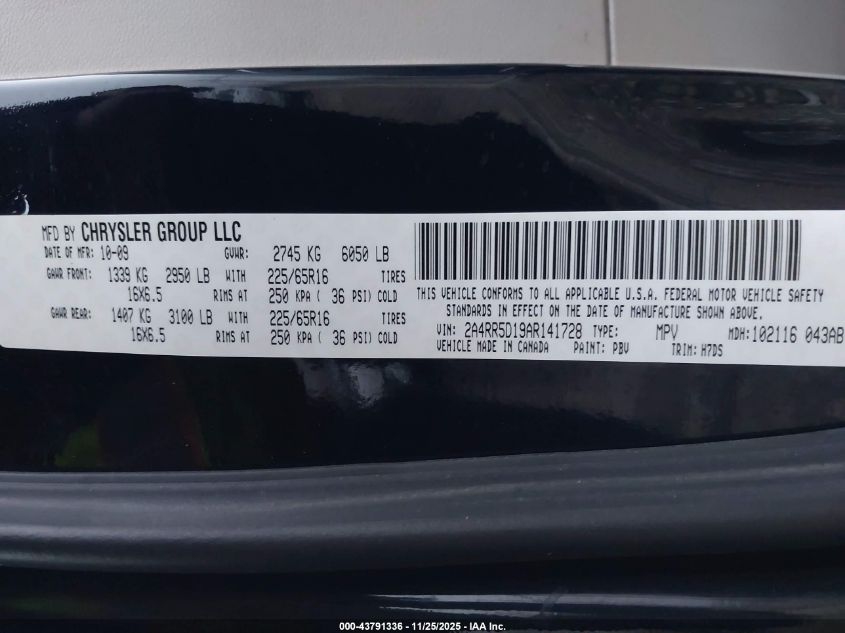 MFD BY CHRYSLER GROUP LLC
DATE OF MFR: 10-09 GVWR: 2745 KG 6050 LB
GAWR FRONT: 1339 KG 2950 LB WITH 225/65R16 TIRES
16X6.5 RIMS AT 250 KPA ( 36 PSI) COLD
GAWR REAR: 1407 KG 3100 LB WITH 225/65R16 TIRES
16X6.5 RIMS AT 250 KPA ( 36 PSI) COLD
THIS VEHICLE CONFORMS TO ALL APPLICABLE U.S.A. FEDERAL MOTOR VEHICLE SAFETY
STANDARDS IN EFFECT ON THE DATE OF MANUFACTURE SHOWN ABOVE.
VIN: 2A4RR5D19AR141728 TYPE: MPV MDH: 102116 043AB
VEHICLE MADE IN CANADA PAINT: PBV TRIM: H7DS
000-43791336 - 11/25/2025 - IAA Inc.